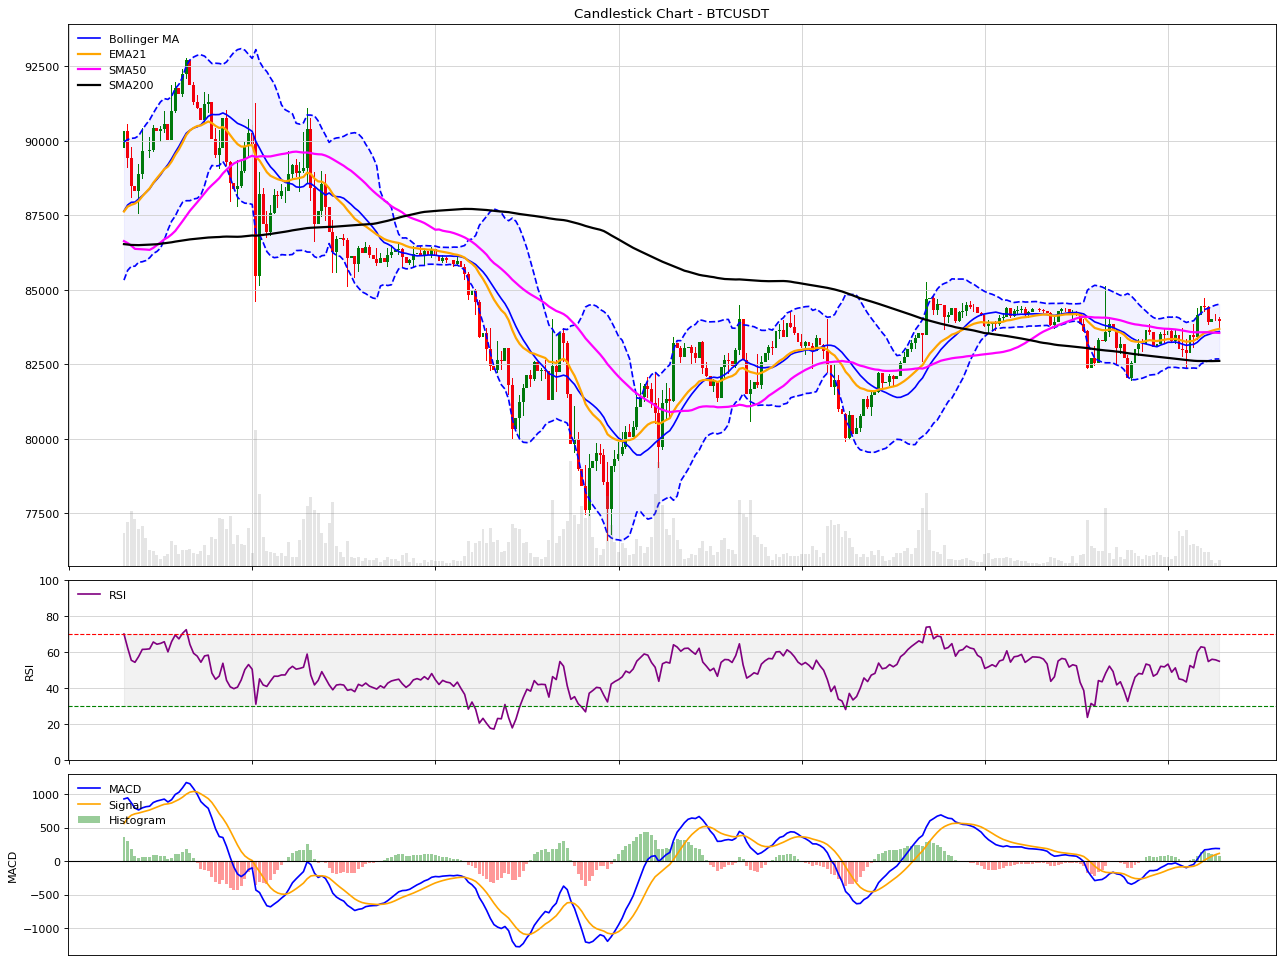 Candlestick Chart - BTCUSDT
Bollinger MA
EMA21
SMA50
SMA200
92500
90000
87500
85000
82500
80000
77500
RSI
100
80
60
40
20
0
RSI
MACD
Signal
Histogram
1000
500
0
−500
−1000
MACD